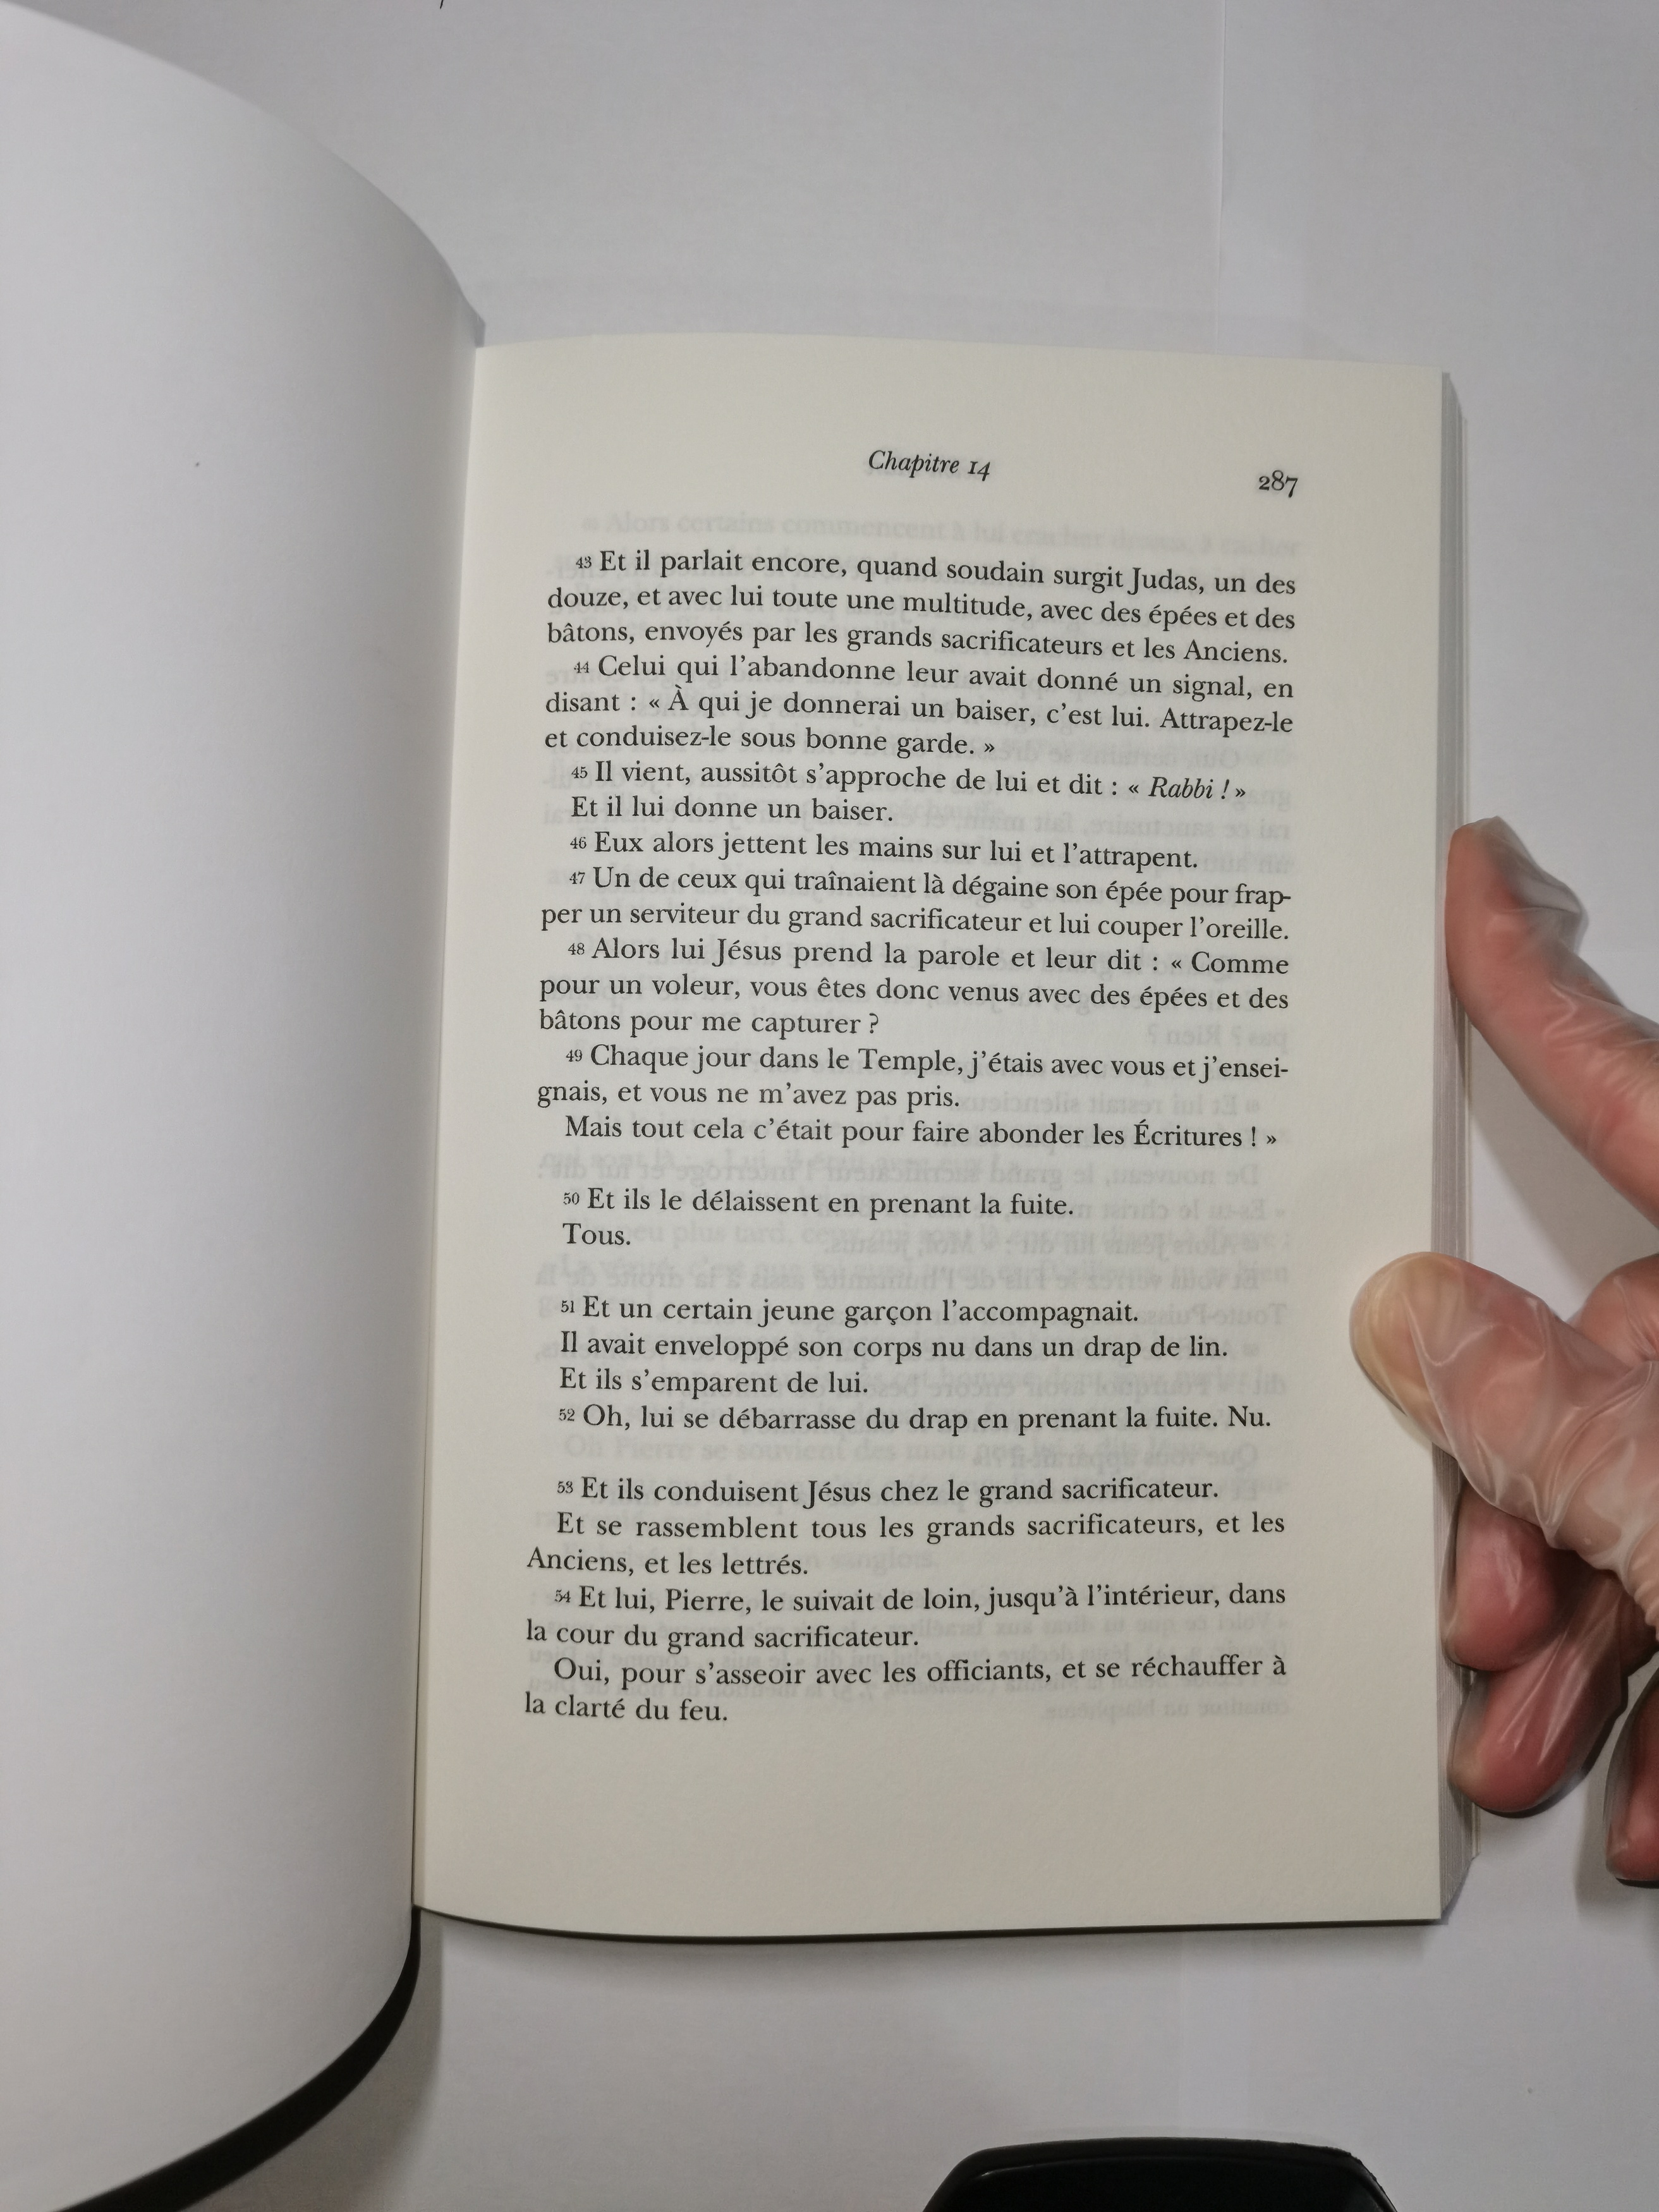 Chapitre 14
287
43 Et il parlait encore, quand soudain surgit Judas, un des
douze, et avec lui toute une multitude, avec des épées et des
bâtons, envoyés par les grands sacrificateurs et les Anciens.
44 Celui qui l’abandonne leur avait donné un signal, en
disant : « À qui je donnerai un baiser, c’est lui. Attrapez-le
et conduisez-le sous bonne garde. »
45 Il vient, aussitôt s’approche de lui et dit : « Rabbi ! »
Et il lui donne un baiser.
46 Eux alors jettent les mains sur lui et l’attrapent.
47 Un de ceux qui traînaient là dégaine son épée pour frap-
per un serviteur du grand sacrificateur et lui couper l’oreille.
48 Alors lui Jésus prend la parole et leur dit : « Comme
pour un voleur, vous êtes donc venus avec des épées et des
bâtons pour me capturer ?
49 Chaque jour dans le Temple, j’étais avec vous et j’ensei-
gnais, et vous ne m’avez pas pris.
Mais tout cela c’était pour faire abonder les Écritures ! »
50 Et ils le délaissent en prenant la fuite.
Tous.
51 Et un certain jeune garçon l’accompagnait.
Il avait enveloppé son corps nu dans un drap de lin.
Et ils s’emparent de lui.
52 Oh, lui se débarrasse du drap en prenant la fuite. Nu.
53 Et ils conduisent Jésus chez le grand sacrificateur.
Et se rassemblent tous les grands sacrificateurs, et les
Anciens, et les lettrés.
54 Et lui, Pierre, le suivait de loin, jusqu’à l’intérieur, dans
la cour du grand sacrificateur.
Oui, pour s’asseoir avec les officiants, et se réchauffer à
la clarté du feu.